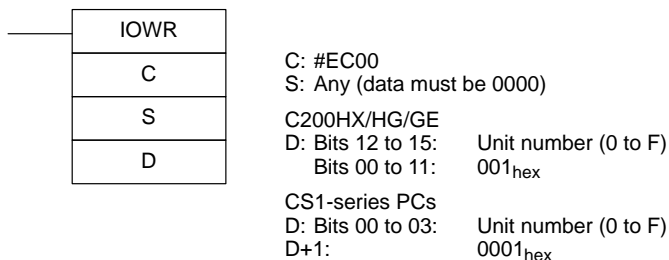 IOWR
C
S
D
C: #EC00
S: Any (data must be 0000)
C200HX/HG/GE
D: Bits 12 to 15: Unit number (0 to F)
Bits 00 to 11: 001hex
CS1-series PCs
D: Bits 00 to 03: Unit number (0 to F)
D+1: 0001hex